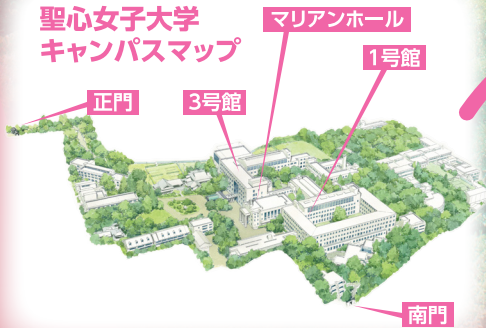 聖心女子大学
キャンパスマップ
マリアンホール
1号館
正門
3号館
南門